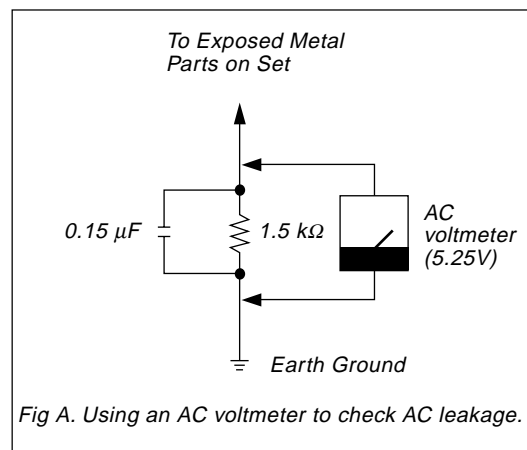 To Exposed Metal
Parts on Set
0.15 µF
1.5 kΩ
AC
voltmeter
(5.25V)
Earth Ground
Fig A. Using an AC voltmeter to check AC leakage.